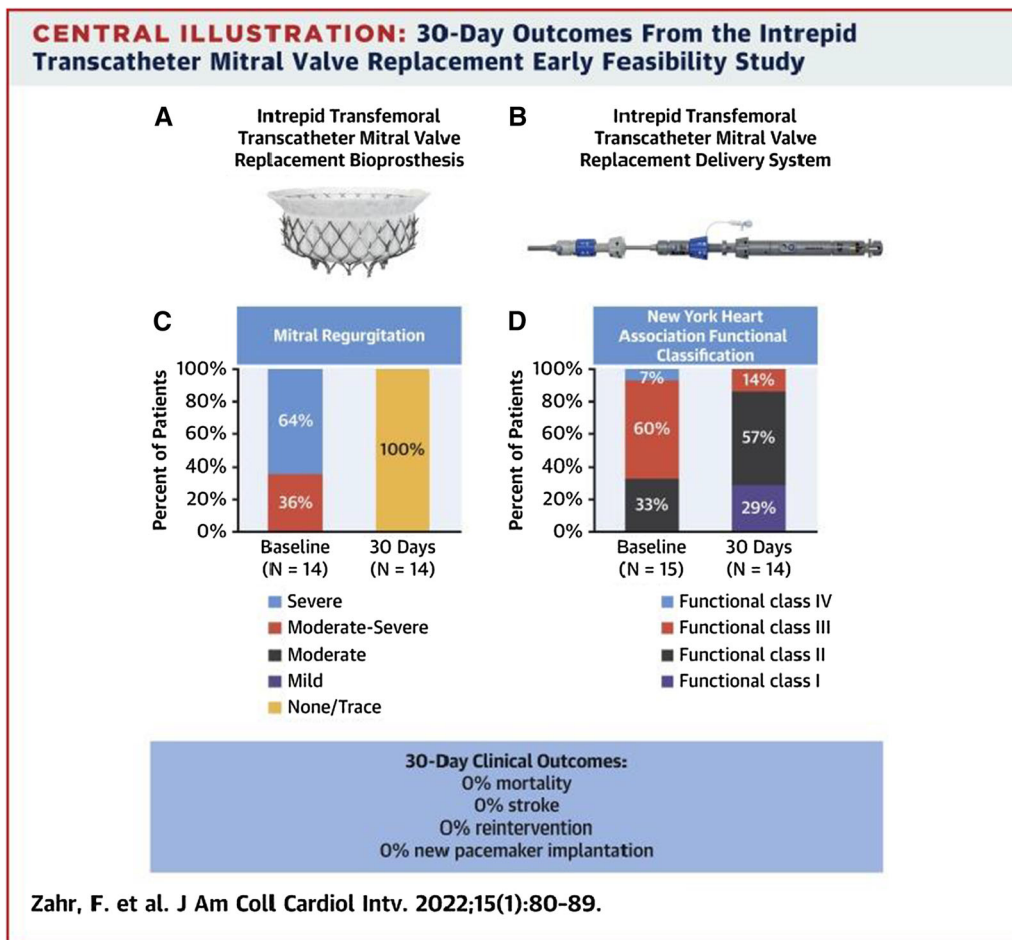 CENTRAL ILLUSTRATION: 30-Day Outcomes From the Intrepid
Transcatheter Mitral Valve Replacement Early Feasibility Study
A
Intrepid Transfemoral
Transcatheter Mitral Valve
Replacement Bioprosthesis
B
Intrepid Transfemoral
Transcatheter Mitral Valve
Replacement Delivery System
C
Mitral Regurgitation
Percent of Patients
100%
80%
60%
40%
20%
0%
64%
36%
100%
Baseline
(N = 14)
30 Days
(N = 14)
Severe
Moderate-Severe
Moderate
Mild
None/Trace
D
New York Heart
Association Functional
Classification
Percent of Patients
100%
80%
60%
40%
20%
0%
7%
60%
33%
14%
57%
29%
Baseline
(N = 15)
30 Days
(N = 14)
Functional class IV
Functional class III
Functional class II
Functional class I
30-Day Clinical Outcomes:
0% mortality
0% stroke
0% reintervention
0% new pacemaker implantation
Zahr, F. et al. J Am Coll Cardiol Intv. 2022;15(1):80–89.